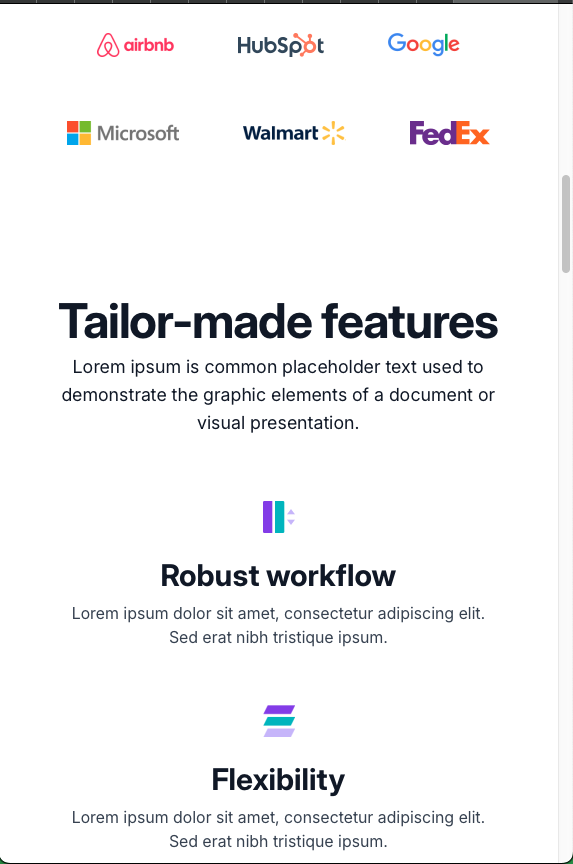 airbnb HubSpot Google
Microsoft Walmart FedEx
Tailor-made features
Lorem ipsum is common placeholder text used to
demonstrate the graphic elements of a document or
visual presentation.
Robust workflow
Lorem ipsum dolor sit amet, consectetur adipiscing elit.
Sed erat nibh tristique ipsum.
Flexibility
Lorem ipsum dolor sit amet, consectetur adipiscing elit.
Sed erat nibh tristique ipsum.